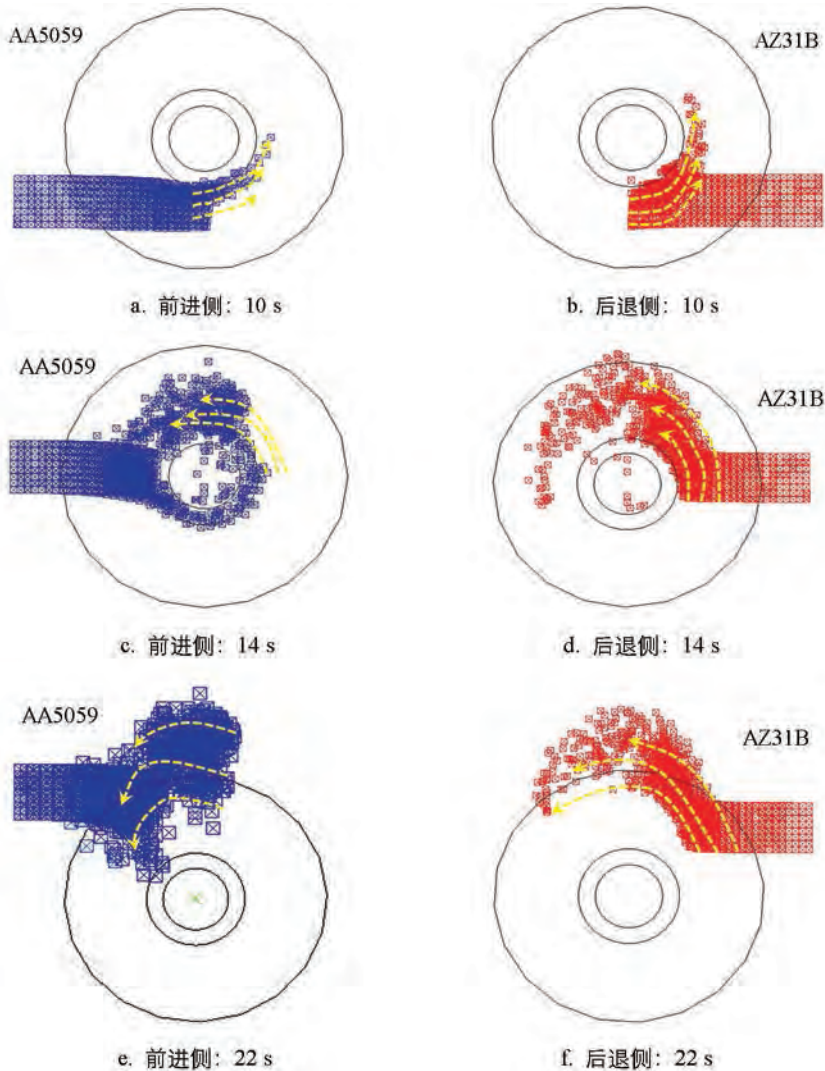 AA5059
AZ31B
a. 前进侧：10 s
b. 后退侧：10 s
AA5059
AZ31B
c. 前进侧：14 s
d. 后退侧：14 s
AA5059
AZ31B
e. 前进侧：22 s
f. 后退侧：22 s